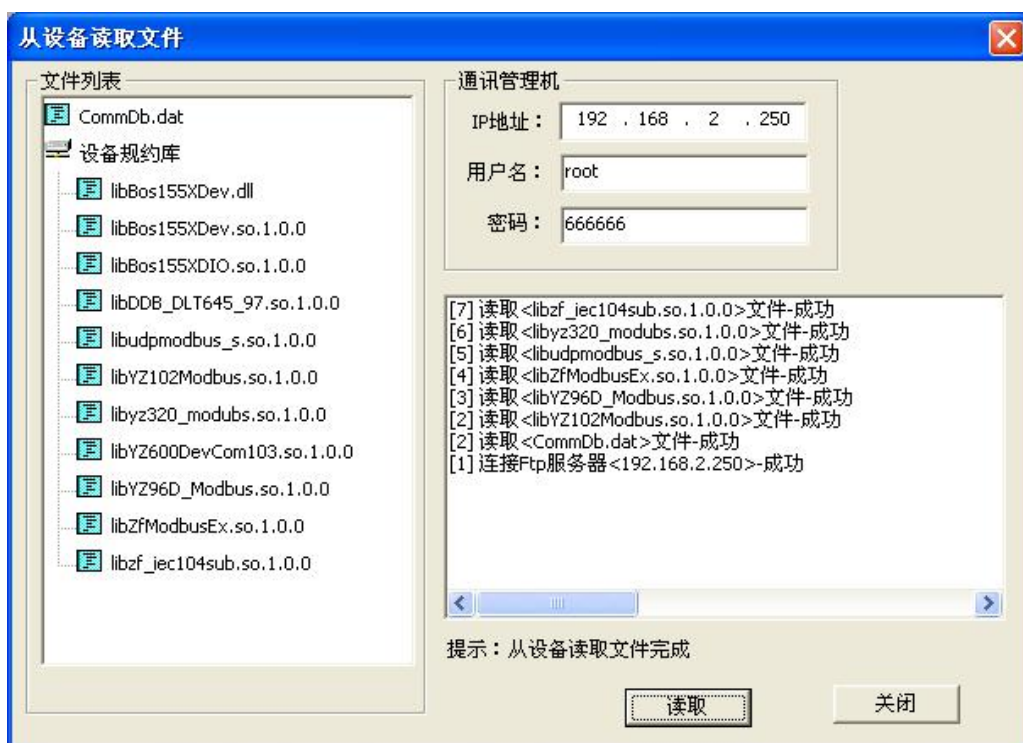 从设备读取文件
文件列表
CommDb.dat
设备规约库
libBos155XDev.dll
libBos155XDev.so.1.0.0
libBos155XDIO.so.1.0.0
libDDB_DLT645_97.so.1.0.0
libudpmodbus_s.so.1.0.0
libYZ102Modbus.so.1.0.0
libyz320_modubs.so.1.0.0
libYZ600DevCom103.so.1.0.0
libYZ96D_Modbus.so.1.0.0
libZfModbusEx.so.1.0.0
libzf_iec104sub.so.1.0.0
通讯管理机
IP地址： 192 . 168 . 2 . 250
用户名： root
密码： 666666
[7] 读取<libzf_iec104sub.so.1.0.0>文件-成功
[6] 读取<libyz320_modubs.so.1.0.0>文件-成功
[5] 读取<libudpmodbus_s.so.1.0.0>文件-成功
[4] 读取<libZfModbusEx.so.1.0.0>文件-成功
[3] 读取<libYZ96D_Modbus.so.1.0.0>文件-成功
[2] 读取<libYZ102Modbus.so.1.0.0>文件-成功
[2] 读取<CommDb.dat>文件-成功
[1] 连接Ftp服务器<192.168.2.250>-成功
提示：从设备读取文件完成
读取
关闭